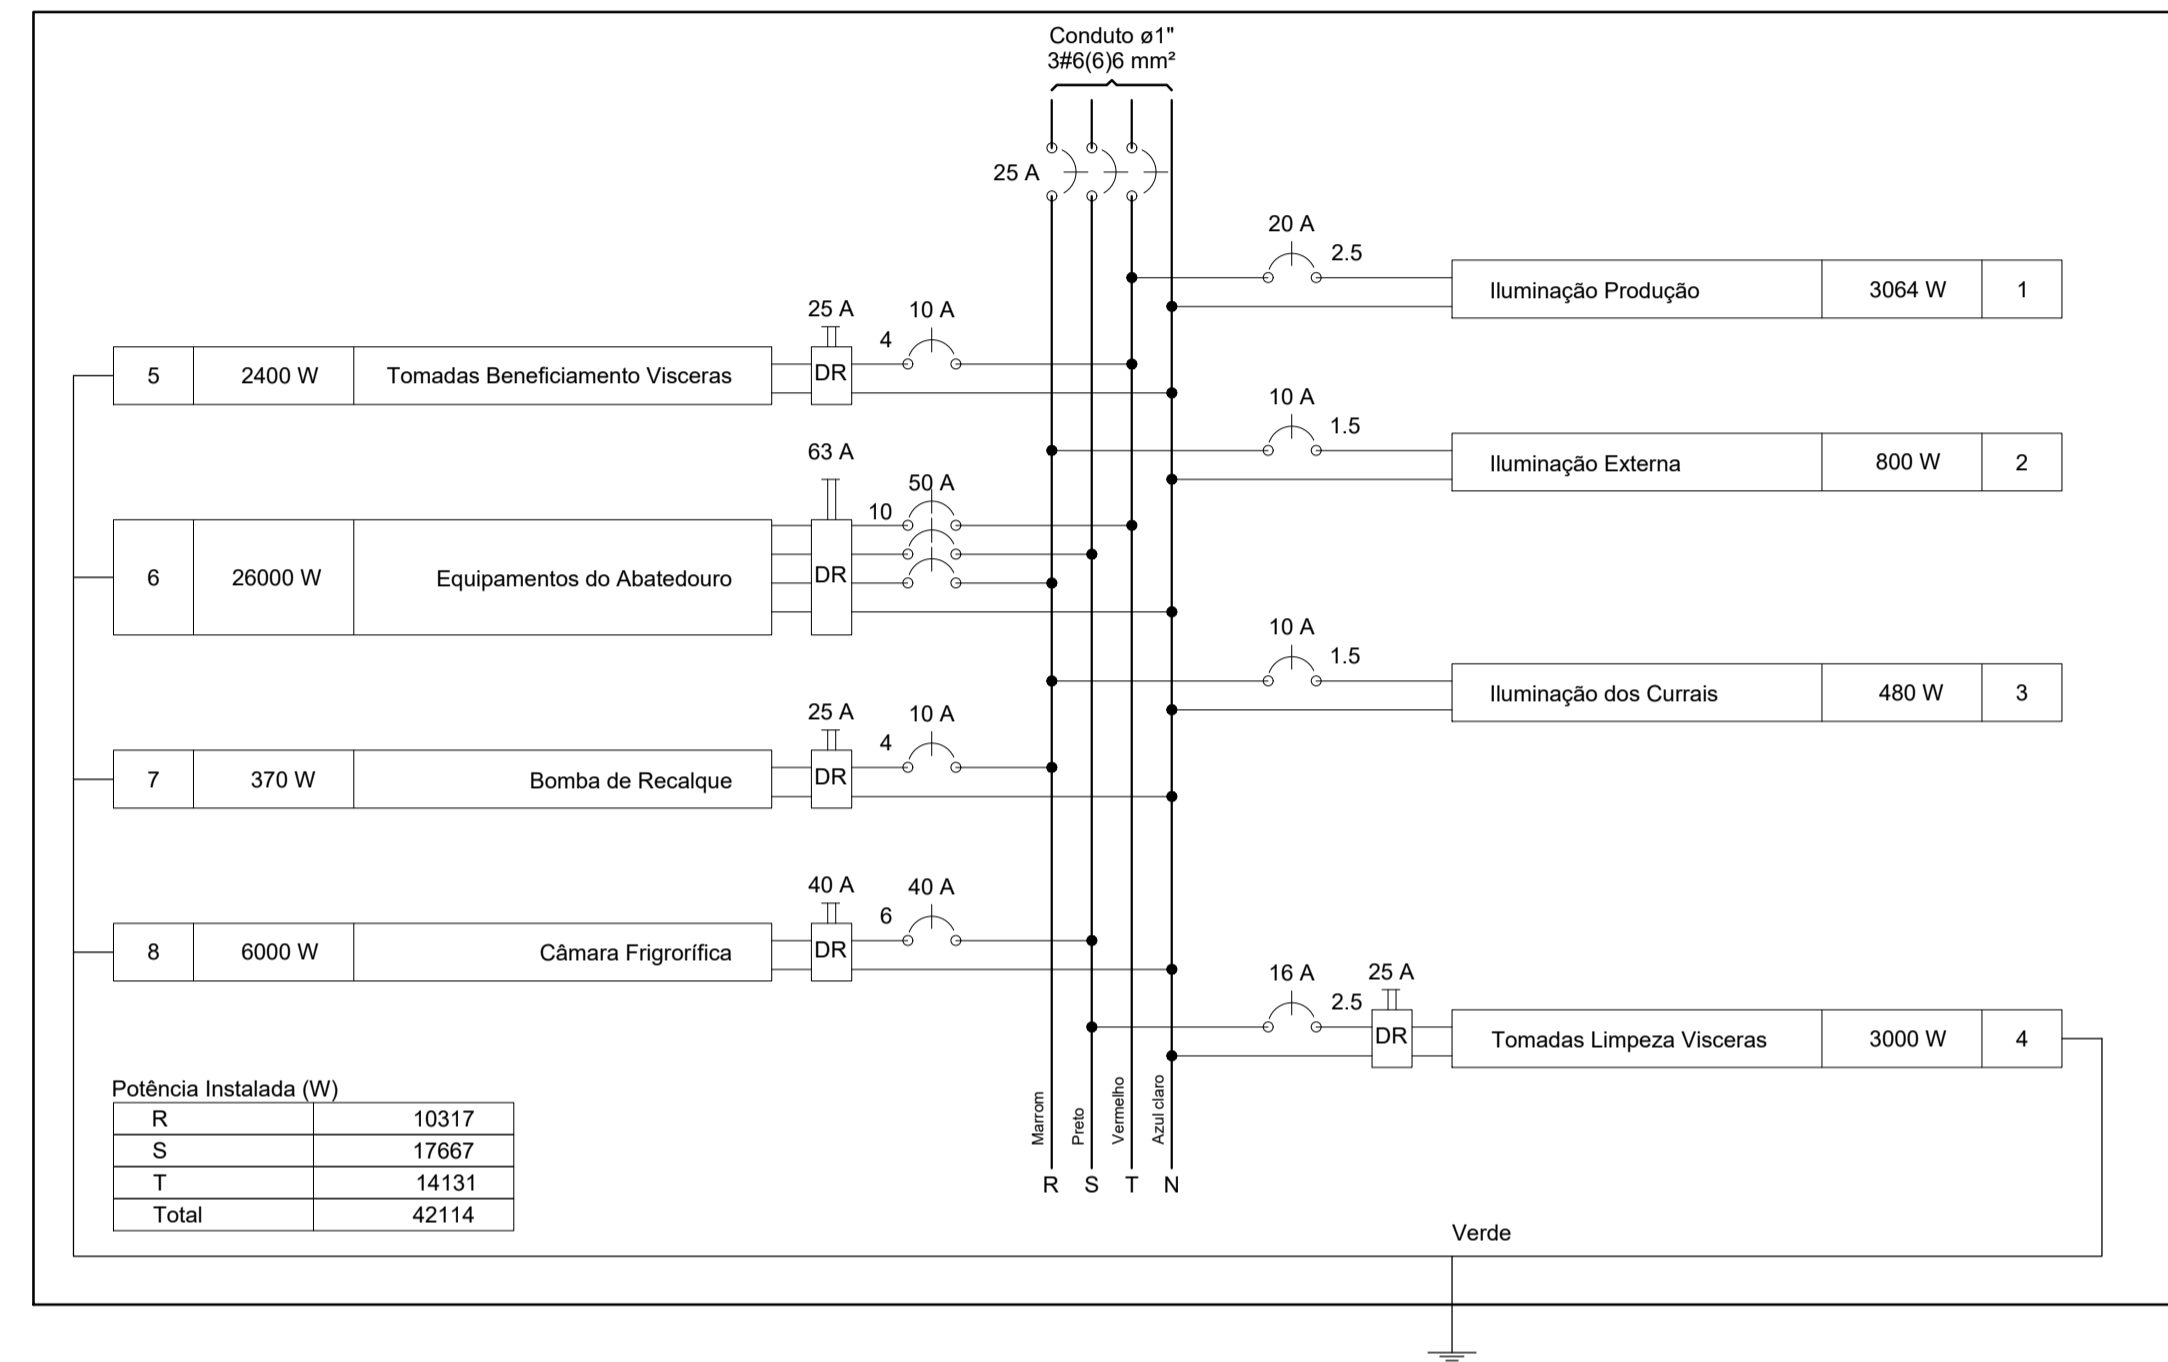 Conduto ø1"
3#6(6)6 mm²
25 A
20 A
2.5
Iluminação Produção 3064 W 1
25 A 10 A
4
5 2400 W Tomadas Beneficiamento Visceras DR
10 A
1.5
Iluminação Externa 800 W 2
63 A
50 A
10
6 26000 W Equipamentos do Abatedouro DR
10 A
1.5
Iluminação dos Currais 480 W 3
25 A 10 A
4
7 370 W Bomba de Recalque DR
40 A 40 A
6
8 6000 W Câmara Frigrorífica DR
16 A 25 A
2.5
DR Tomadas Limpeza Visceras 3000 W 4
Potência Instalada (W)
R 10317
S 17667
T 14131
Total 42114
Marrom
Preto
Vermelho
Azul claro
R S T N
Verde